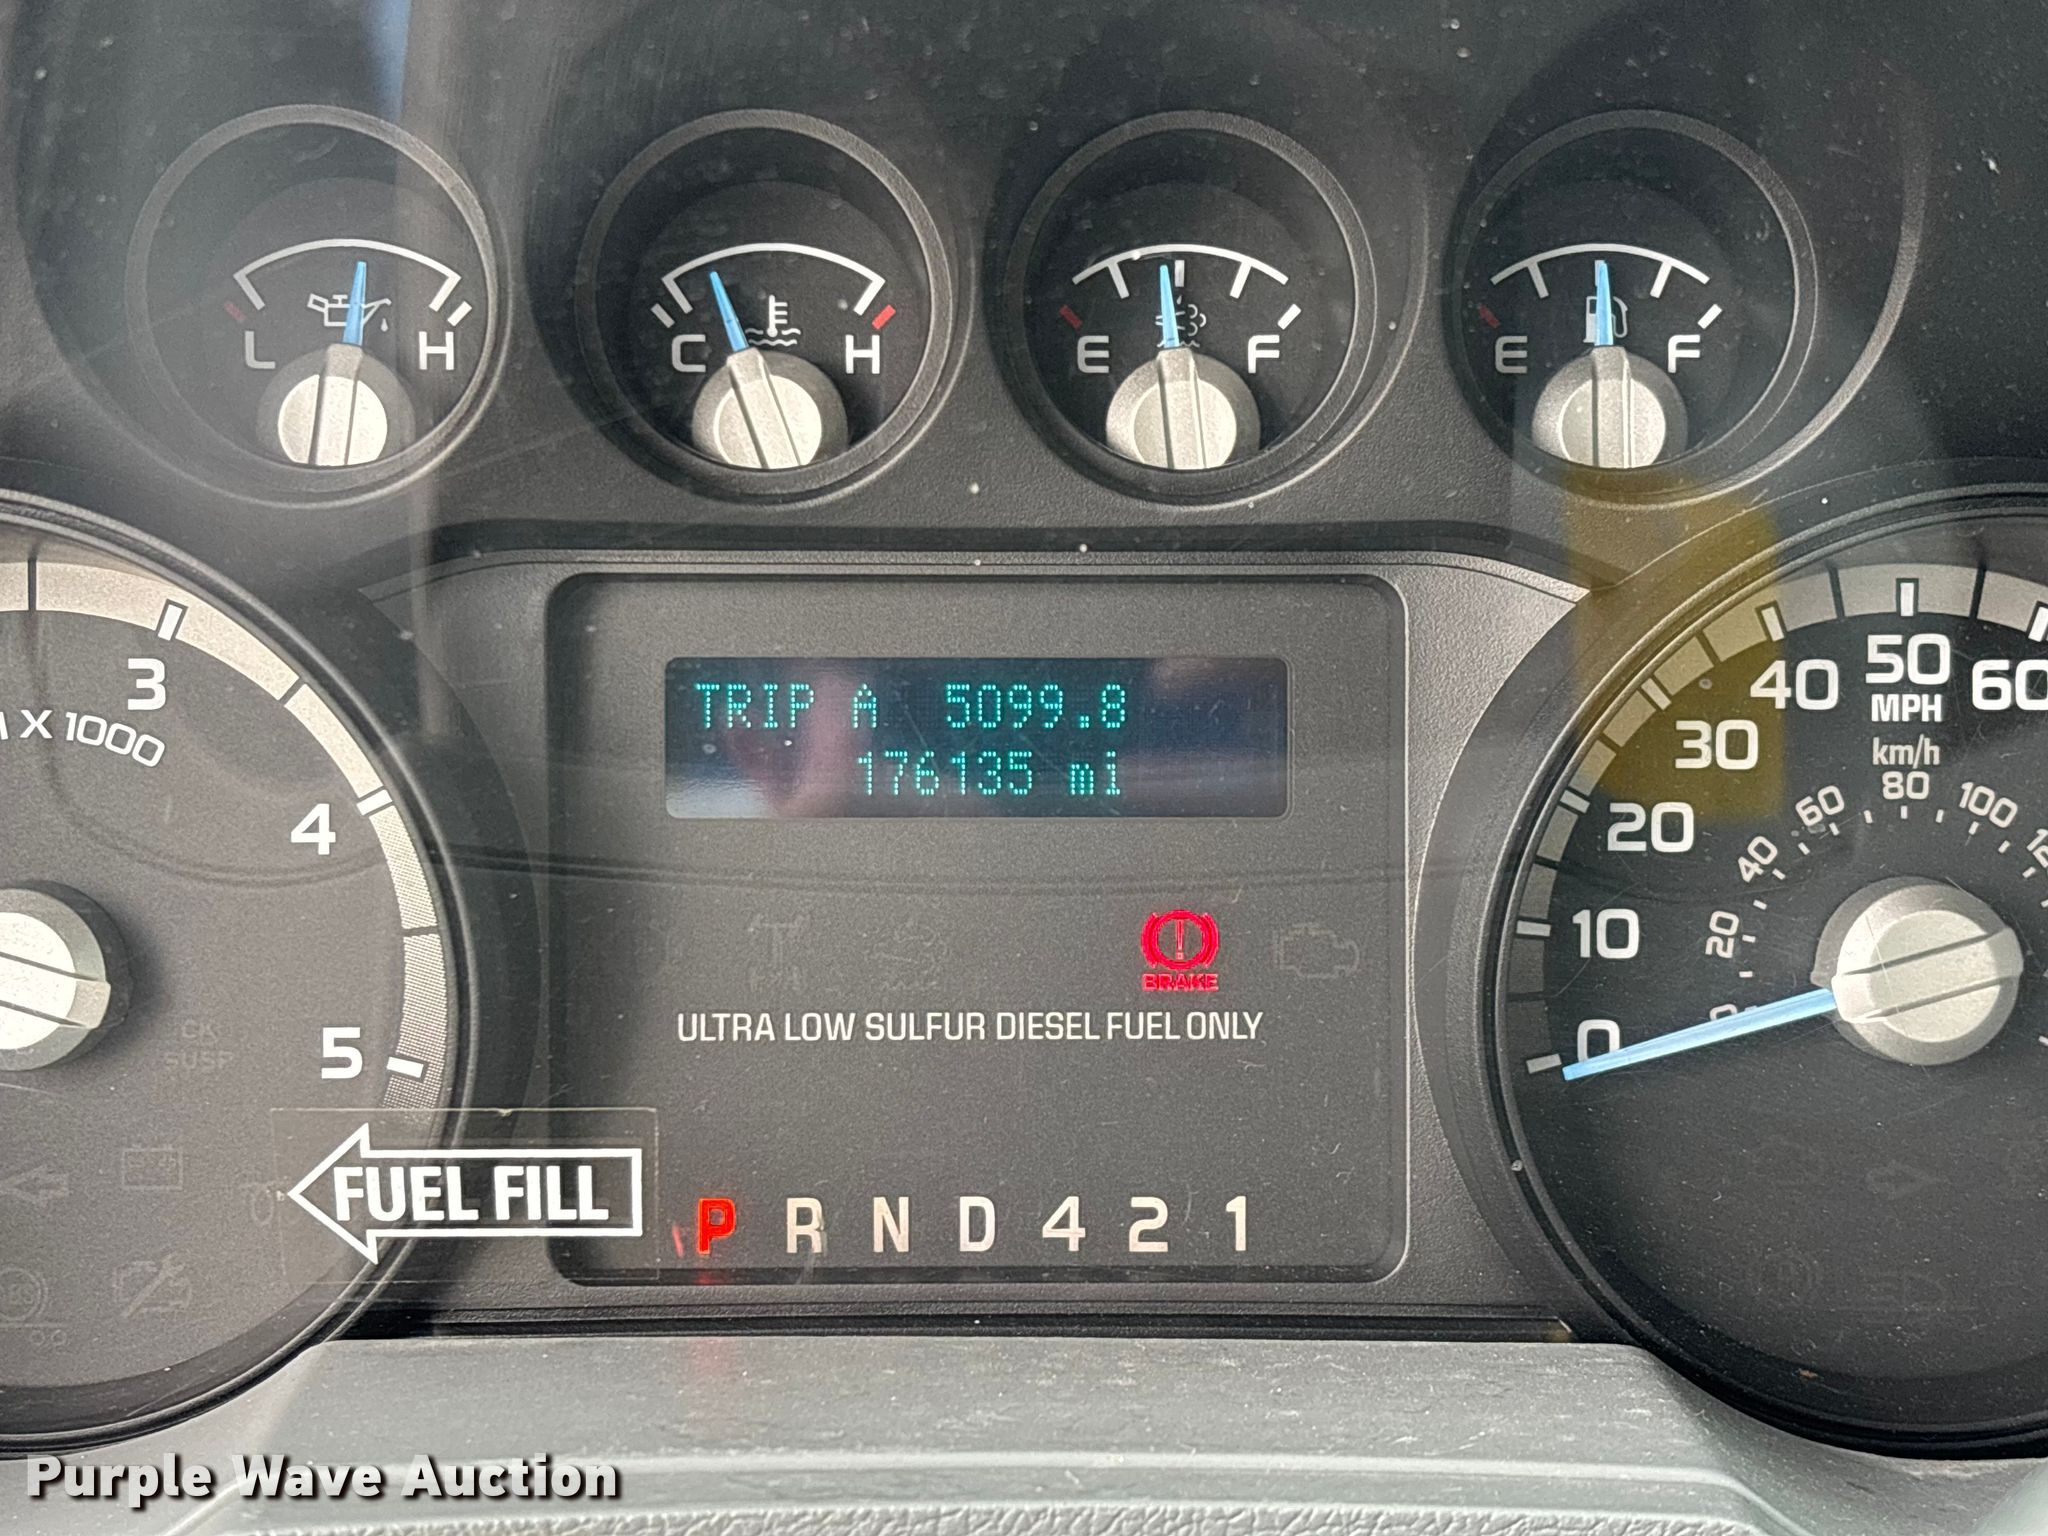 L H
C H
E F
E F
TRIP A 5099.8
176135 mi
3
X 1000
4
5
CK
SUSP
10
20
30
40
50
60
MPH
km/h
20
40
60
80
100
0
BRAKE
ULTRA LOW SULFUR DIESEL FUEL ONLY
FUEL FILL
P R N D 4 2 1
Purple Wave Auction